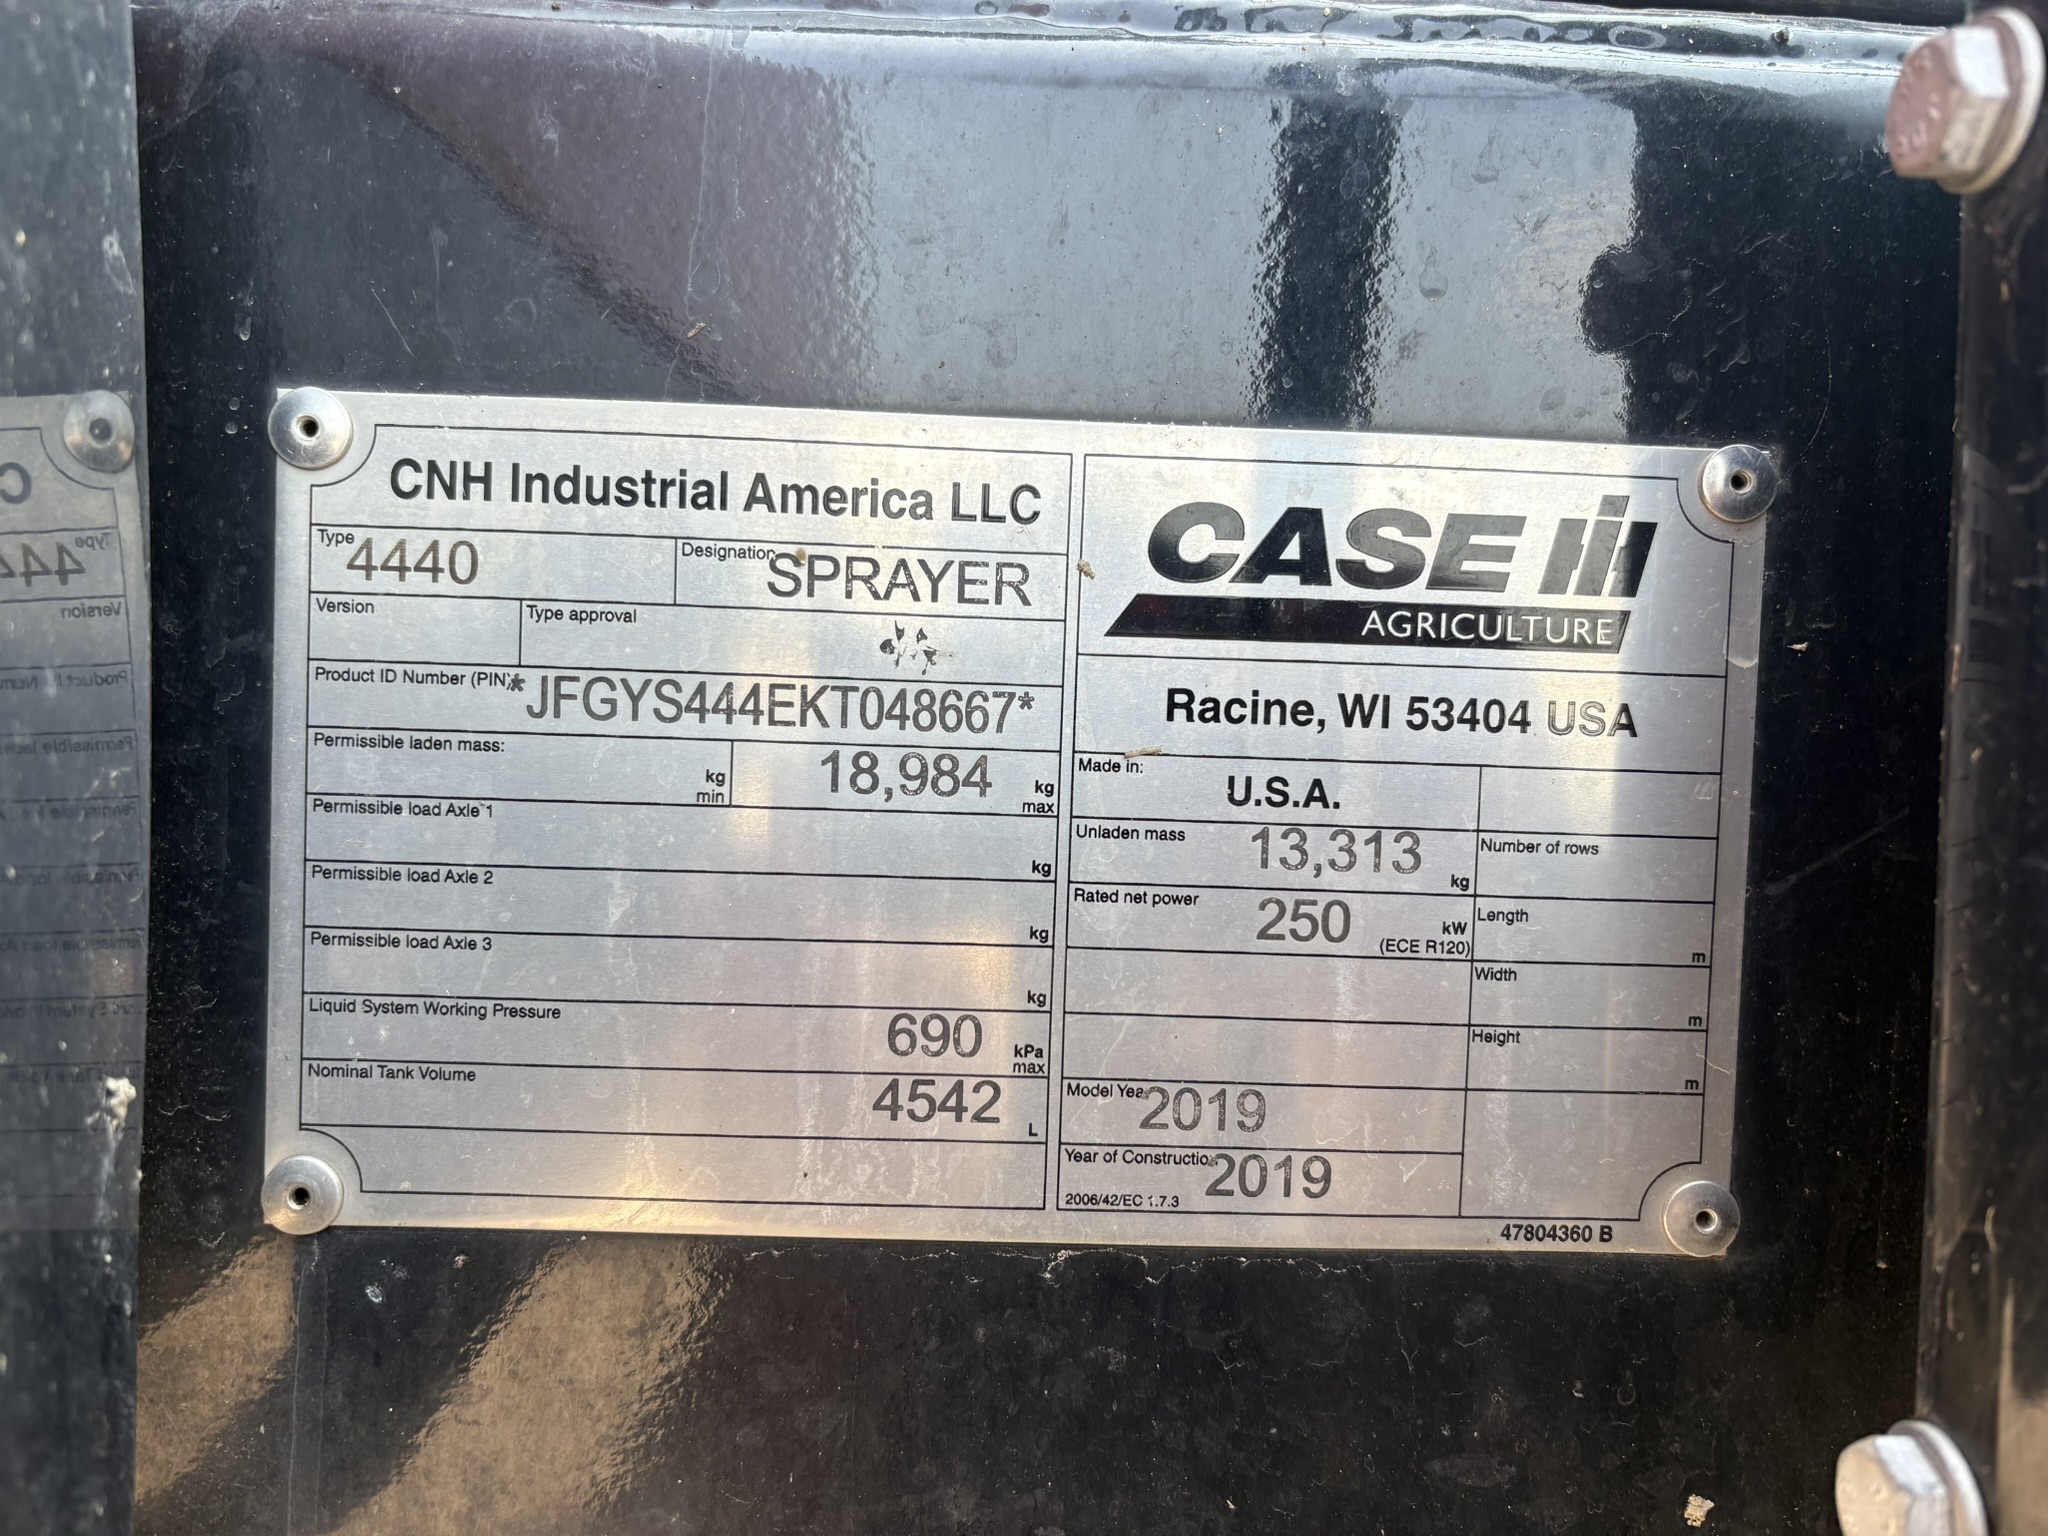 CNH Industrial America LLC
Type 4440
Designation SPRAYER
Version
Type approval
Product ID Number (PIN) *JFGYS444EKT048667*
Permissible laden mass:
kg min
18,984 kg max
Permissible load Axle 1
kg
Permissible load Axle 2
kg
Permissible load Axle 3
kg
Liquid System Working Pressure
690 kPa max
Nominal Tank Volume
4542 L
CASE IH
AGRICULTURE
Racine, WI 53404 USA
Made in:
U.S.A.
Unladen mass 13,313 kg
Number of rows
Rated net power 250 kW
(ECE R120)
Length
m
Width
m
Height
m
Model Year 2019
Year of Construction 2019
2006/42/EC 1.7.3
47804360 B